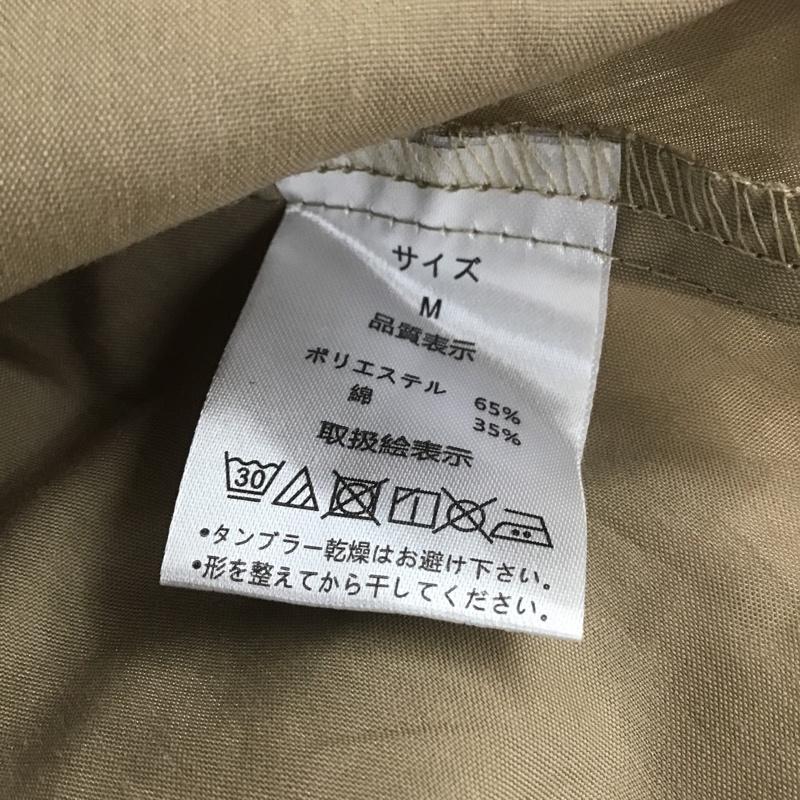 サイズ
M
品質表示
ポリエステル 65%
綿 35%
取扱絵表示
30
•タンブラー乾燥はお避け下さい。
•形を整えてから干してください。